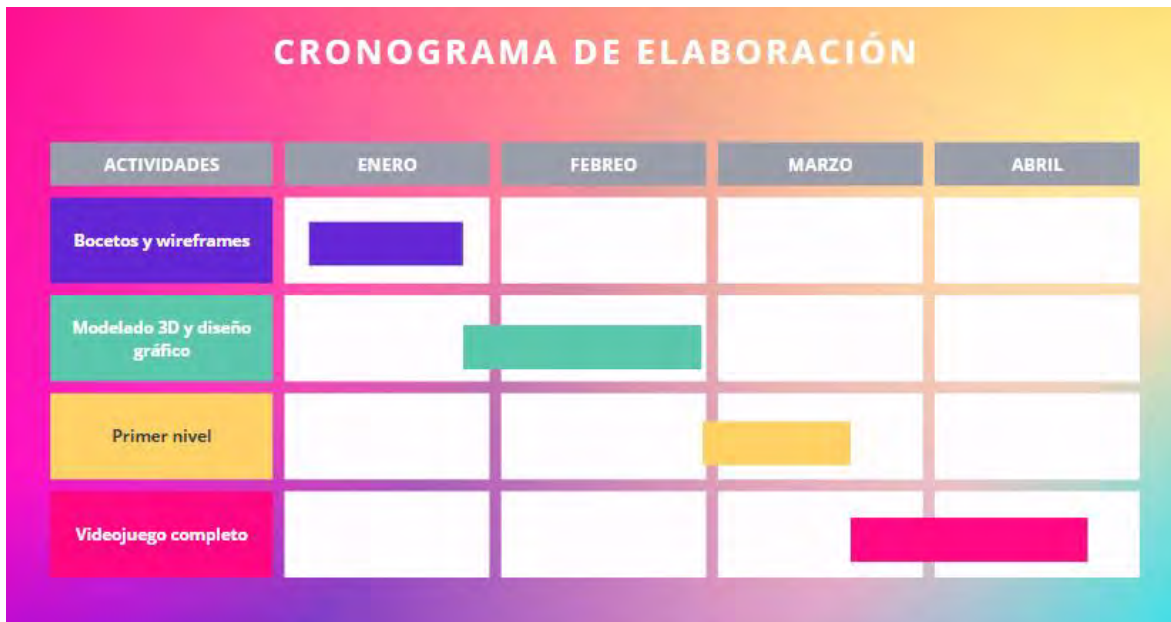 CRONOGRAMA DE ELABORACIÓN
ACTIVIDADES ENERO FEBREO MARZO ABRIL
Bocetos y wireframes
Modelado 3D y diseño
gráfico
Primer nivel
Videojuego completo